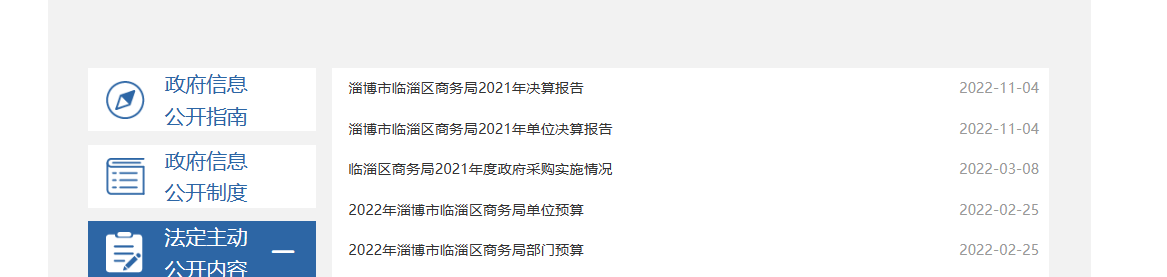 政府信息
公开指南
政府信息
公开制度
法定主动
公开内容
淄博市临淄区商务局2021年决算报告 2022-11-04
淄博市临淄区商务局2021年单位决算报告 2022-11-04
临淄区商务局2021年度政府采购实施情况 2022-03-08
2022年淄博市临淄区商务局单位预算 2022-02-25
2022年淄博市临淄区商务局部门预算 2022-02-25